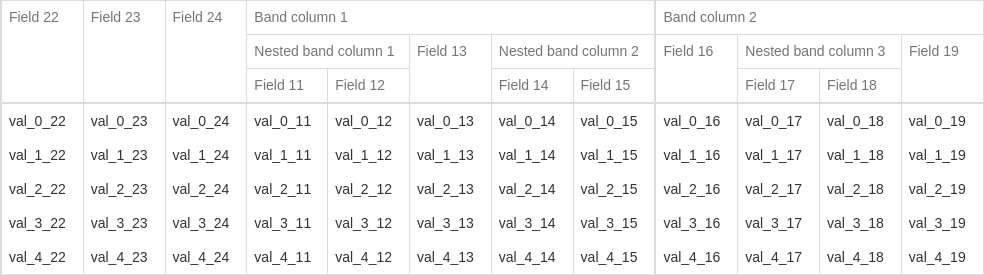 Field 22 Field 23 Field 24 Band column 1 Band column 2
Nested band column 1 Field 13 Nested band column 2 Field 16 Nested band column 3 Field 19
Field 11 Field 12 Field 14 Field 15 Field 17 Field 18
val_0_22 val_0_23 val_0_24 val_0_11 val_0_12 val_0_13 val_0_14 val_0_15 val_0_16 val_0_17 val_0_18 val_0_19
val_1_22 val_1_23 val_1_24 val_1_11 val_1_12 val_1_13 val_1_14 val_1_15 val_1_16 val_1_17 val_1_18 val_1_19
val_2_22 val_2_23 val_2_24 val_2_11 val_2_12 val_2_13 val_2_14 val_2_15 val_2_16 val_2_17 val_2_18 val_2_19
val_3_22 val_3_23 val_3_24 val_3_11 val_3_12 val_3_13 val_3_14 val_3_15 val_3_16 val_3_17 val_3_18 val_3_19
val_4_22 val_4_23 val_4_24 val_4_11 val_4_12 val_4_13 val_4_14 val_4_15 val_4_16 val_4_17 val_4_18 val_4_19